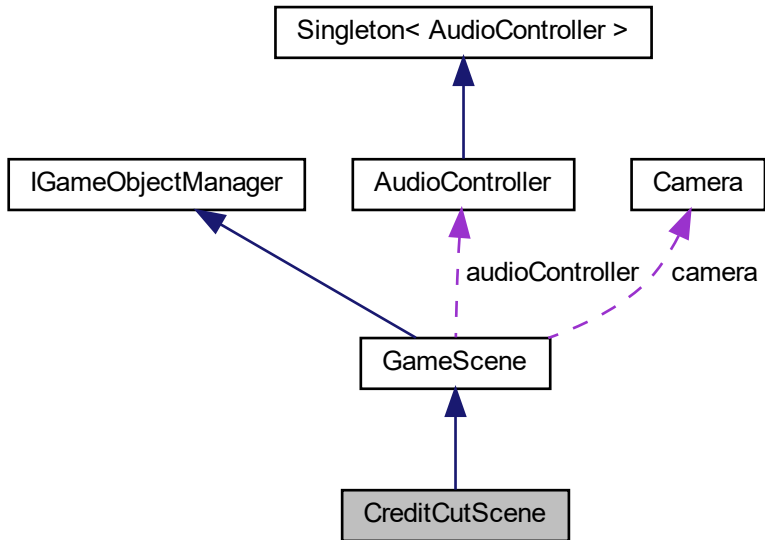 Singleton< AudioController >
IGameObjectManager
AudioController
Camera
audioController
camera
GameScene
CreditCutScene